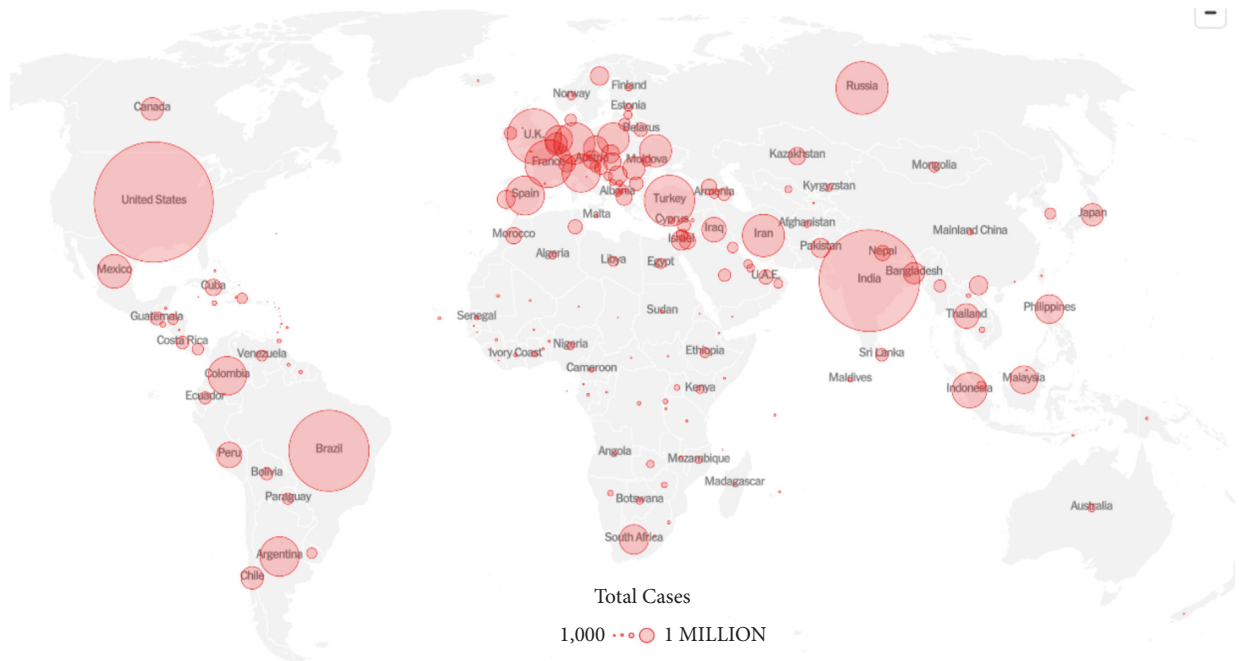 Finland
Norway
Russia
Canada
Estonia
U.K.
Belarus
Kazakhstan
France
Austria
Moldova
Mongolia
United States
Spain
Albania
Turkey
Armenia
Kyrgyzstan
Malta
Cyprus
Afghanistan
Japan
Morocco
Israel
Iraq
Iran
Pakistan
Mainland China
Algeria
Libya
Egypt
Nepal
Mexico
U.A.E.
India
Bangladesh
Cuba
Guatemala
Senegal
Sudan
Thailand
Philippines
Costa Rica
Venezuela
Ivory Coast
Nigeria
Ethiopia
Sri Lanka
Colombia
Cameroon
Maldives
Malaysia
Ecuador
Kenya
Indonesia
Brazil
Peru
Angola
Mozambique
Bolivia
Madagascar
Paraguay
Botswana
Australia
Argentina
South Africa
Chile
Total Cases
1,000 1 MILLION